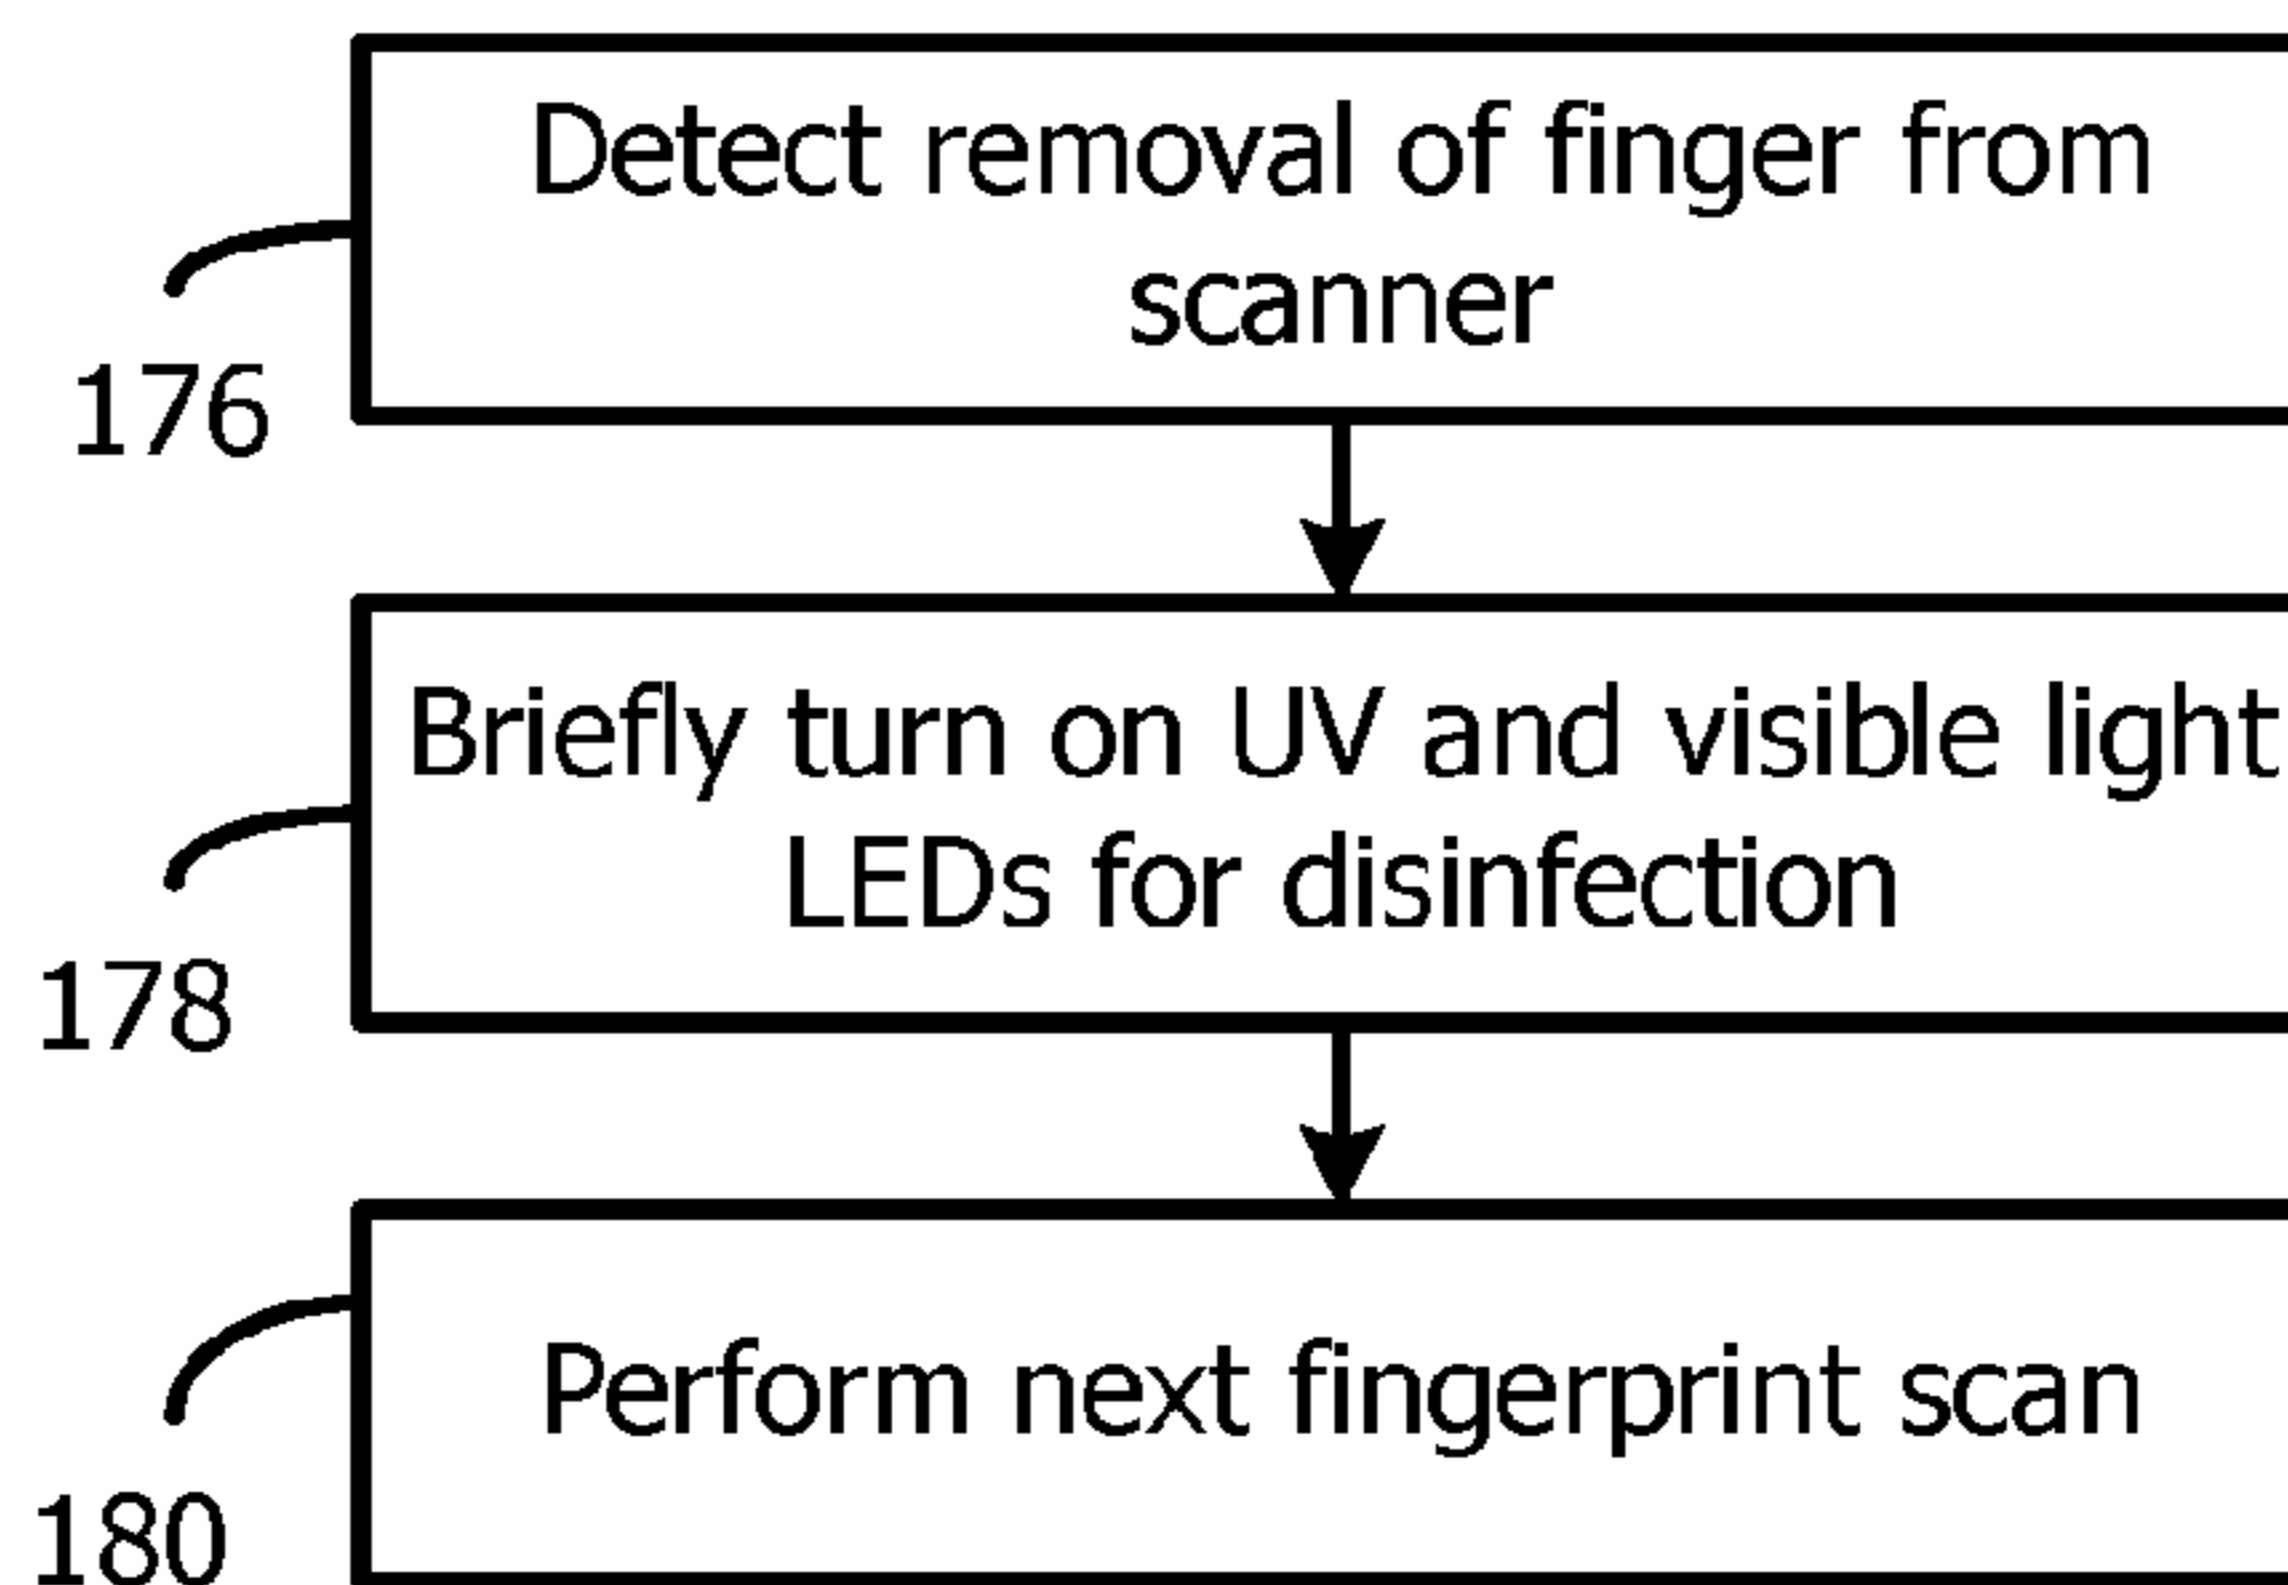 Detect removal of finger from
scanner
176
Briefly turn on UV and visible light
LEDs for disinfection
178
Perform next fingerprint scan
180